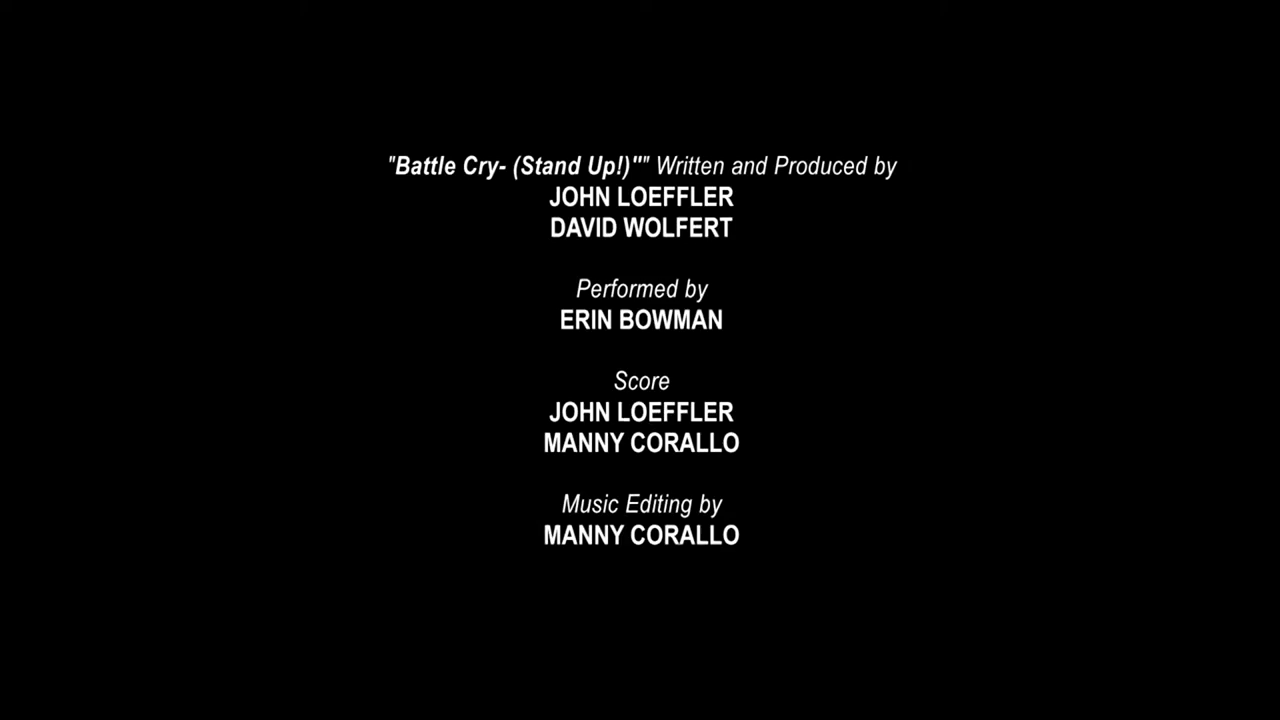 "Battle Cry- (Stand Up!)"" Written and Produced by
JOHN LOEFFLER
DAVID WOLFERT
Performed by
ERIN BOWMAN
Score
JOHN LOEFFLER
MANNY CORALLO
Music Editing by
MANNY CORALLO